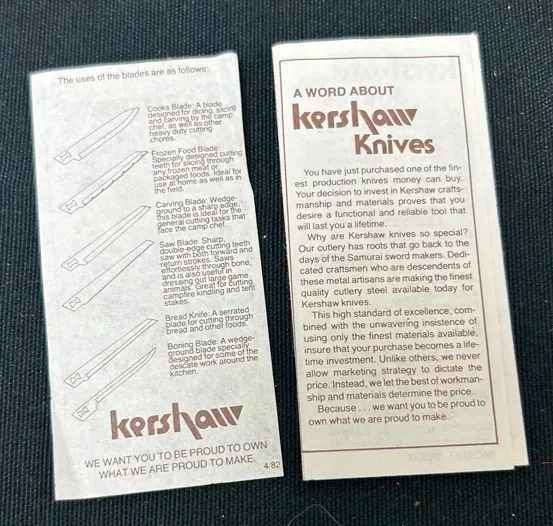 The uses of the blades are as follows:
Cooks Blade: A blade
designed for dicing, slicing
and carving by the camp
chef, as well as other
heavy duty cutting
chores.
Frozen Food Blade
Specially designed cutting
teeth for slicing through
any frozen meat or
packaged foods. Ideal for
use at home as well as in
the field.
Carving Blade: Wedge-
ground to a sharp edge,
this blade is ideal for the
general cutting tasks that
face the camp chef.
Saw Blade: Sharp,
double-edge cutting teeth
saw with both forward and
return strokes. Saws
effortlessly through bone,
and is also useful in
dressing out large game
animals. Great for cutting
campfire kindling and tent
stakes.
Bread Knife: A serrated
blade for cutting through
bread and other foods.
Boning Blade: A wedge-
ground blade specially
designed for some of the
delicate work around the
kitchen.
kershaw
WE WANT YOU TO BE PROUD TO OWN
WHAT WE ARE PROUD TO MAKE.
4/82
A WORD ABOUT
kershaw
Knives
You have just purchased one of the fin-
est production knives money can buy.
Your decision to invest in Kershaw crafts-
manship and materials proves that you
desire a functional and reliable tool that
will last you a lifetime.
Why are Kershaw knives so special?
Our cutlery has roots that go back to the
days of the Samurai sword makers. Dedi-
cated craftsmen who are descendents of
these metal artisans are making the finest
quality cutlery steel available today for
Kershaw knives.
This high standard of excellence, com-
bined with the unwavering insistence of
using only the finest materials available,
insure that your purchase becomes a life-
time investment. Unlike others, we never
allow marketing strategy to dictate the
price. Instead, we let the best of workman-
ship and materials determine the price.
Because . . . we want you to be proud to
own what we are proud to make.